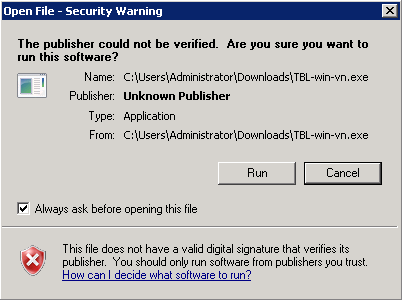 Open File - Security Warning
The publisher could not be verified.  Are you sure you want to
run this software?
Name: C:\Users\Administrator\Downloads\TBL-win-vn.exe
Publisher: Unknown Publisher
Type: Application
From: C:\Users\Administrator\Downloads\TBL-win-vn.exe
Run Cancel
Always ask before opening this file
This file does not have a valid digital signature that verifies its
publisher.  You should only run software from publishers you trust.
How can I decide what software to run?